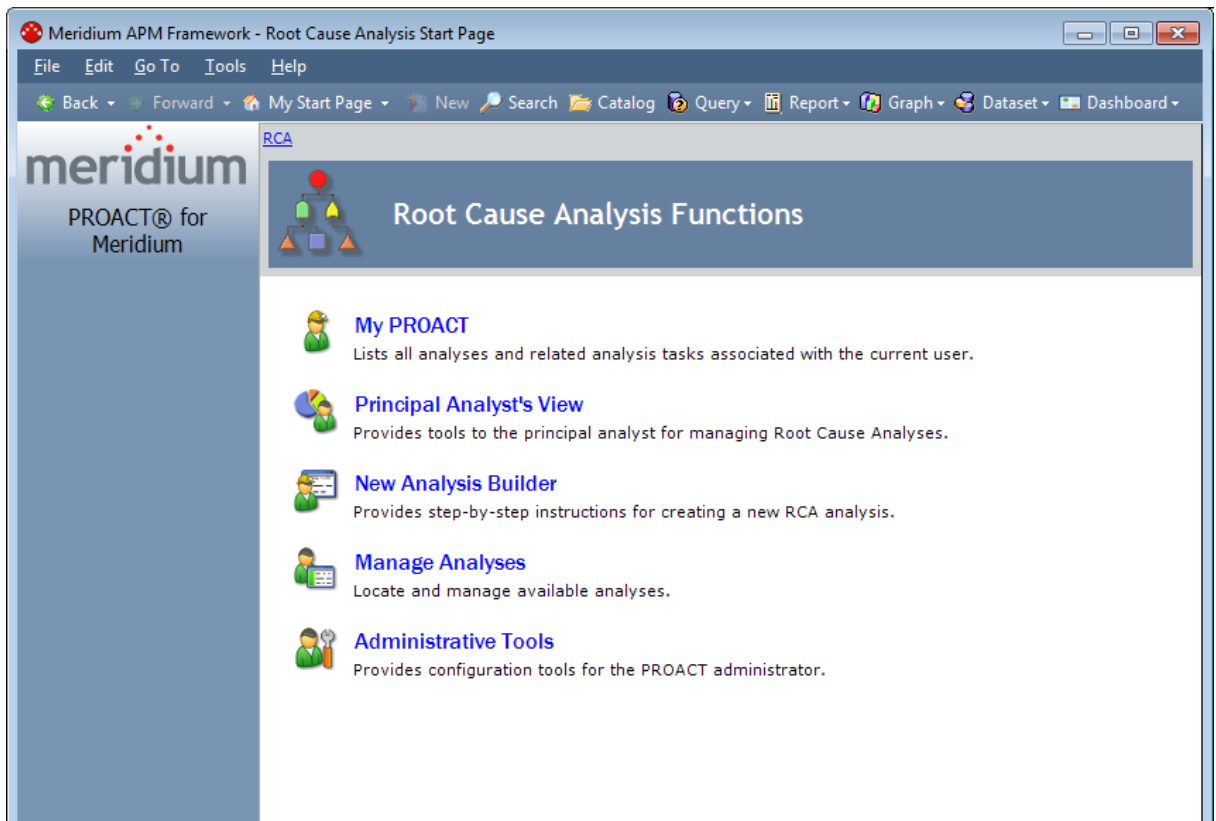 Meridium APM Framework - Root Cause Analysis Start Page
File Edit Go To Tools Help
Back Forward My Start Page New Search Catalog Query Report Graph Dataset Dashboard
meridium
PROACT® for
Meridium
RCA
Root Cause Analysis Functions
My PROACT
Lists all analyses and related analysis tasks associated with the current user.
Principal Analyst's View
Provides tools to the principal analyst for managing Root Cause Analyses.
New Analysis Builder
Provides step-by-step instructions for creating a new RCA analysis.
Manage Analyses
Locate and manage available analyses.
Administrative Tools
Provides configuration tools for the PROACT administrator.